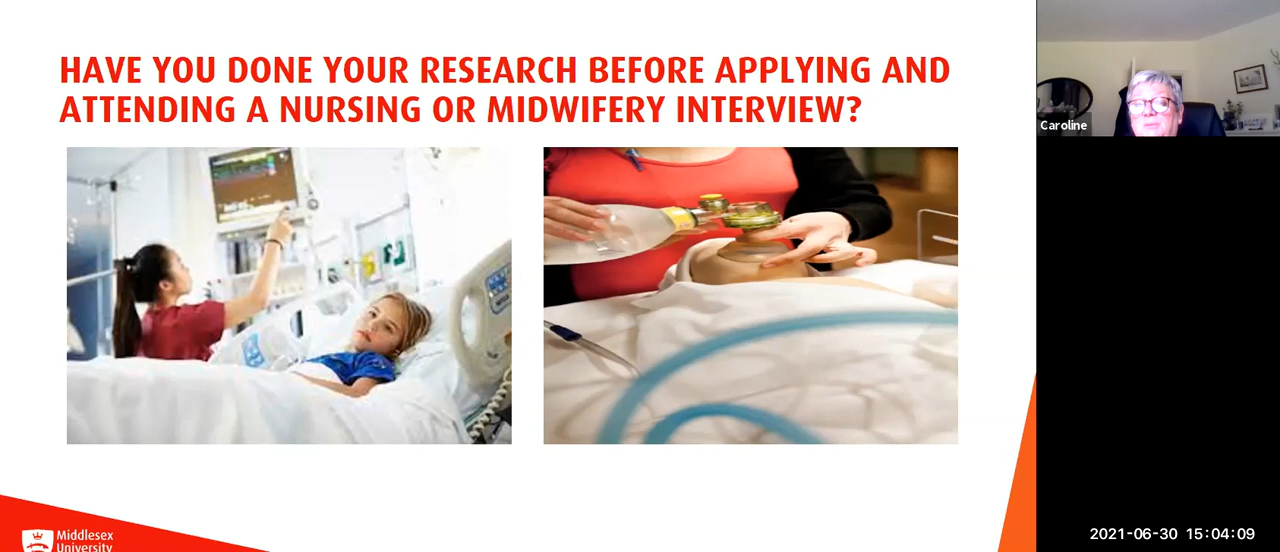 HAVE YOU DONE YOUR RESEARCH BEFORE APPLYING AND
ATTENDING A NURSING OR MIDWIFERY INTERVIEW?
Caroline
Middlesex
University
2021-06-30 15:04:09